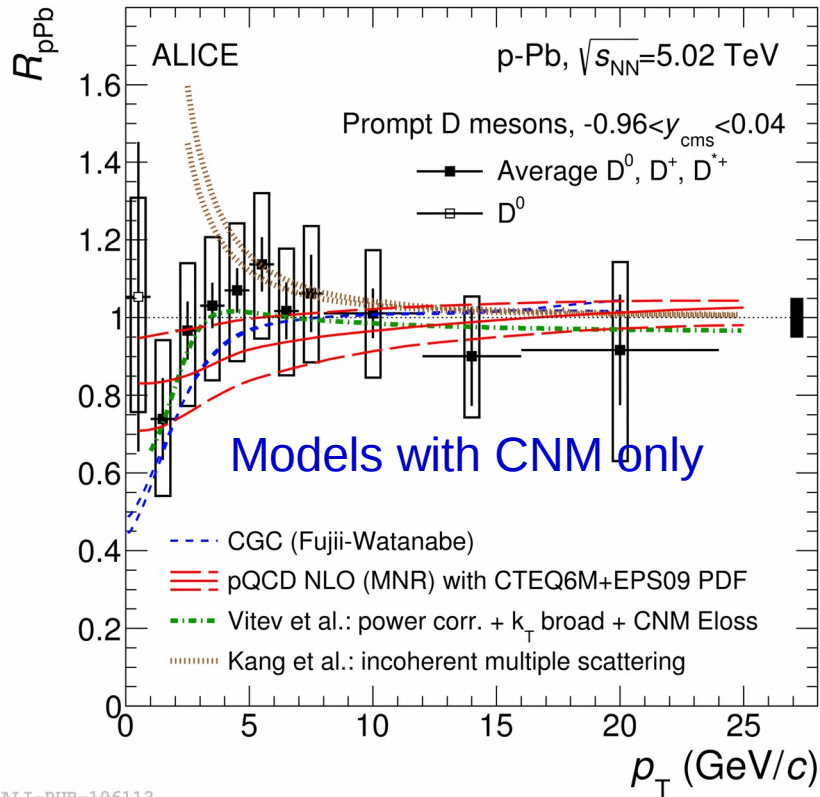 R_pPb
ALICE
p-Pb, √s_NN=5.02 TeV
1.6
Prompt D mesons, -0.96<y_cms<0.04
1.4
Average D⁰, D⁺, D*⁺
D⁰
1.2
1
0.8
Models with CNM only
0.6
CGC (Fujii-Watanabe)
0.4
pQCD NLO (MNR) with CTEQ6M+EPS09 PDF
0.2
Vitev et al.: power corr. + k_T broad + CNM Eloss
Kang et al.: incoherent multiple scattering
0
0 5 10 15 20 25
p_T (GeV/c)